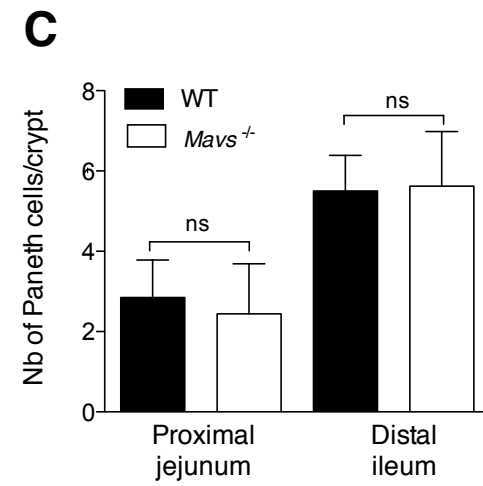 C
Nb of Paneth cells/crypt
8
6
4
2
0
WT
Mavs -/-
ns
ns
Proximal
jejunum
Distal
ileum